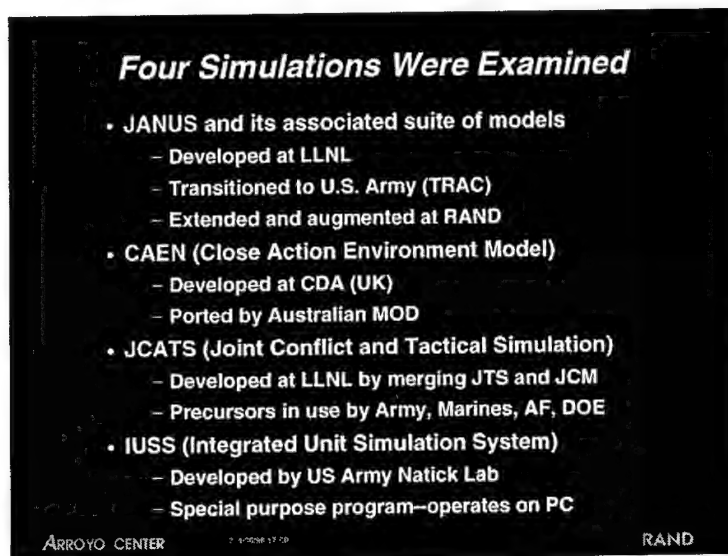 Four Simulations Were Examined
• JANUS and its associated suite of models
– Developed at LLNL
– Transitioned to U.S. Army (TRAC)
– Extended and augmented at RAND
• CAEN (Close Action Environment Model)
– Developed at CDA (UK)
– Ported by Australian MOD
• JCATS (Joint Conflict and Tactical Simulation)
– Developed at LLNL by merging JTS and JCM
– Precursors in use by Army, Marines, AF, DOE
• IUSS (Integrated Unit Simulation System)
– Developed by US Army Natick Lab
– Special purpose program--operates on PC
ARROYO CENTER
RAND